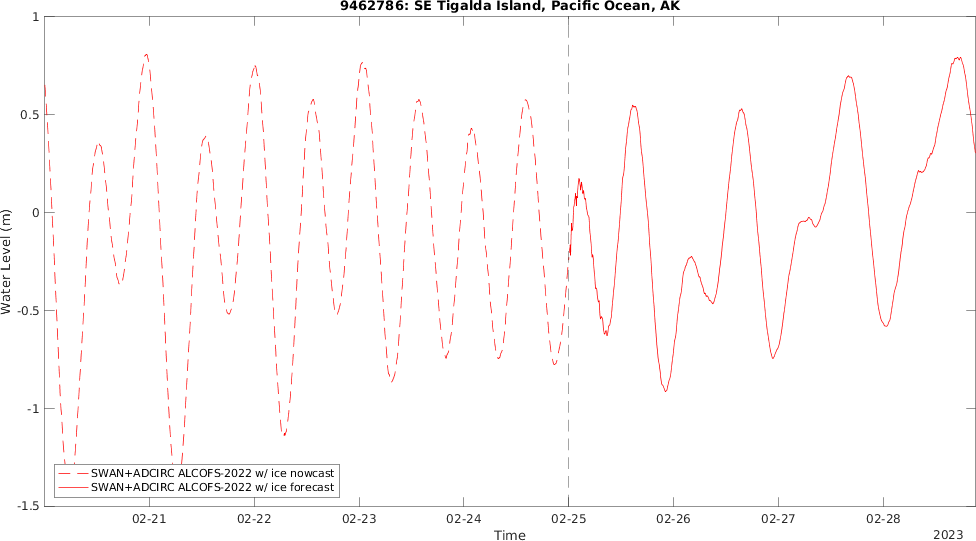 9462786: SE Tigalda Island, Pacific Ocean, AK
1
0.5
0
-0.5
-1
-1.5
Water Level (m)
SWAN+ADCIRC ALCOFS-2022 w/ ice nowcast
SWAN+ADCIRC ALCOFS-2022 w/ ice forecast
02-21 02-22 02-23 02-24 02-25 02-26 02-27 02-28
Time
2023